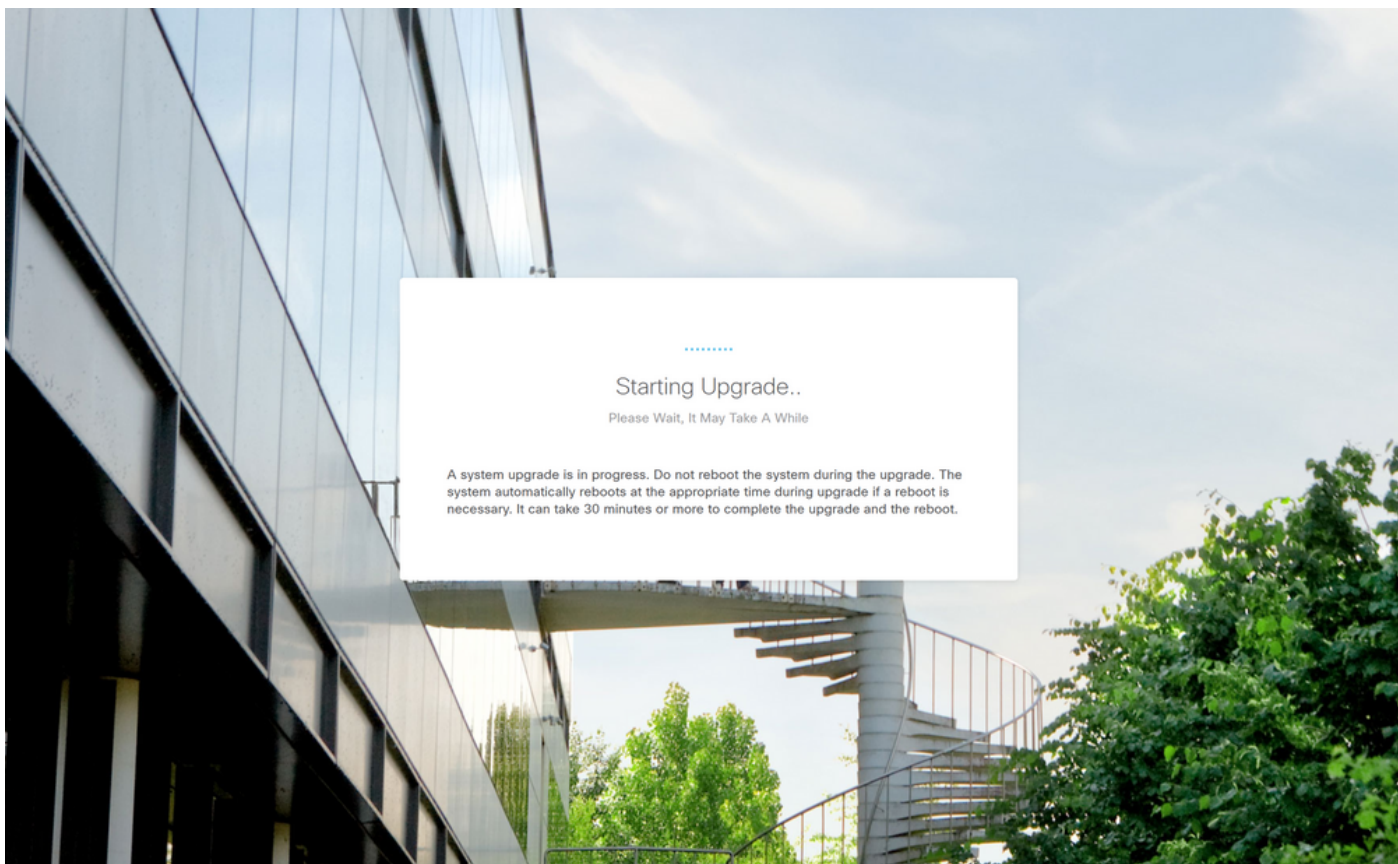 Starting Upgrade..
Please Wait, It May Take A While
A system upgrade is in progress. Do not reboot the system during the upgrade. The
system automatically reboots at the appropriate time during upgrade if a reboot is
necessary. It can take 30 minutes or more to complete the upgrade and the reboot.